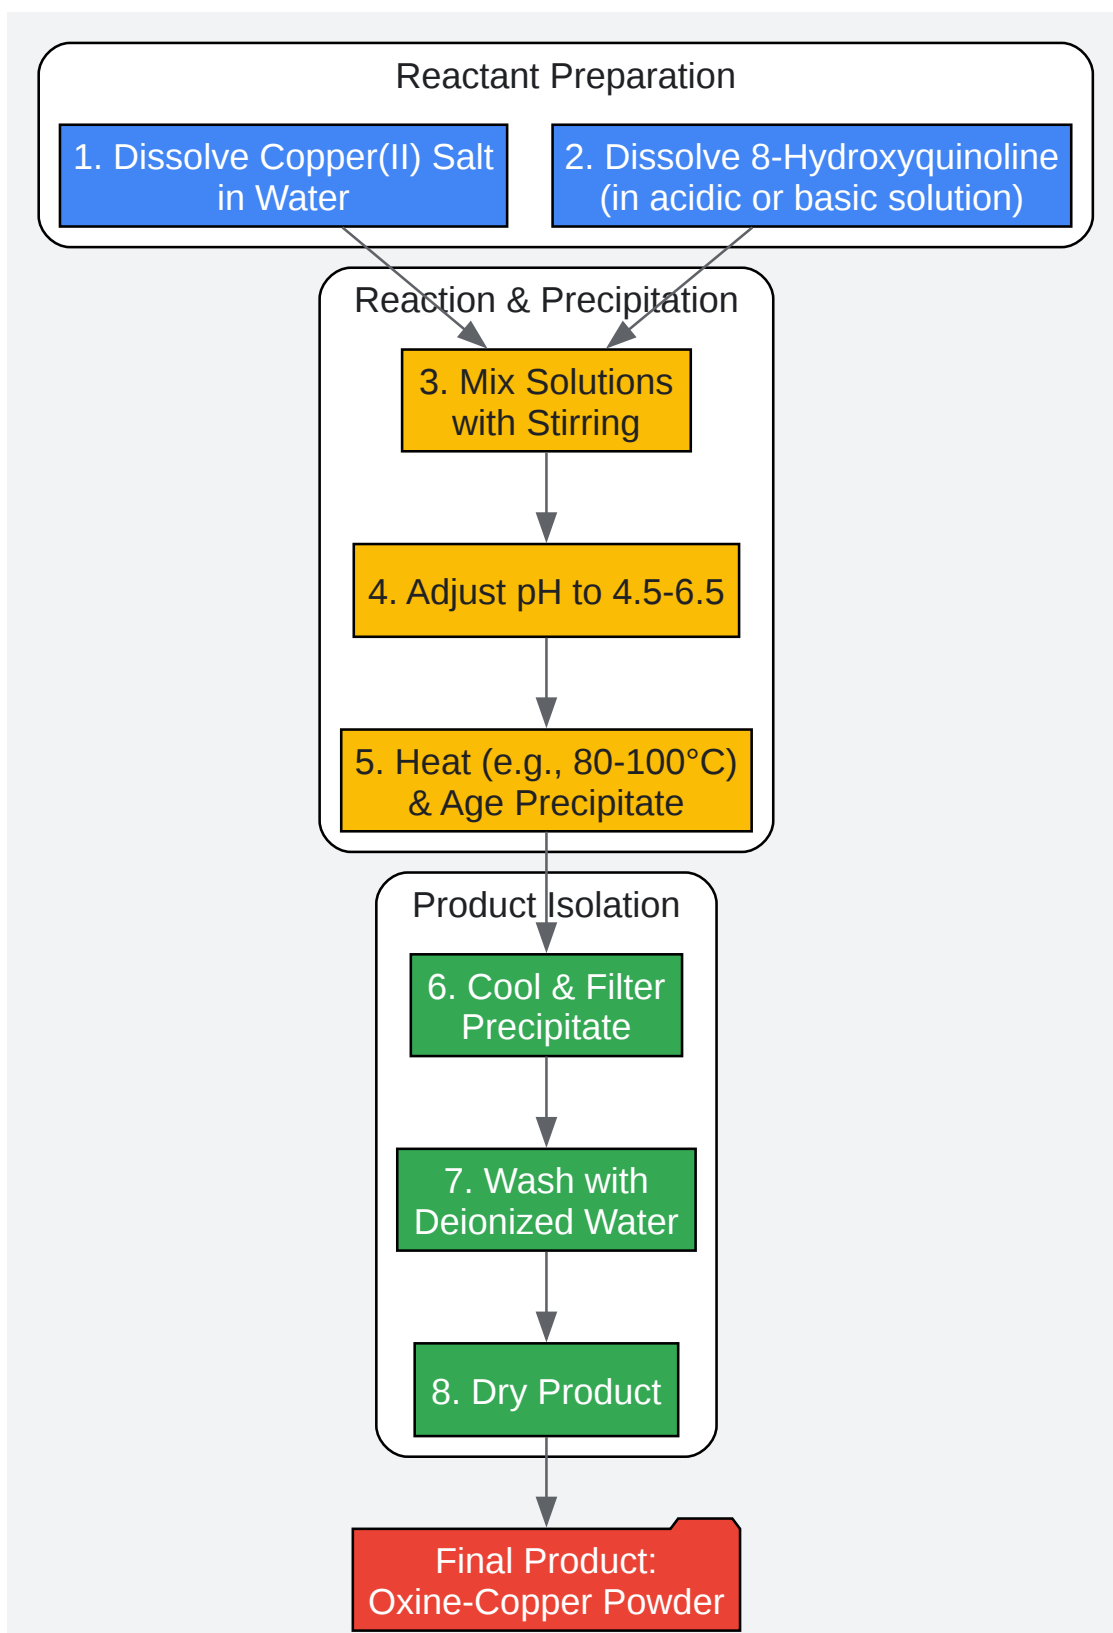 Reactant Preparation
1. Dissolve Copper(II) Salt
in Water
2. Dissolve 8-Hydroxyquinoline
(in acidic or basic solution)
Reaction & Precipitation
3. Mix Solutions
with Stirring
4. Adjust pH to 4.5-6.5
5. Heat (e.g., 80-100°C)
& Age Precipitate
Product Isolation
6. Cool & Filter
Precipitate
7. Wash with
Deionized Water
8. Dry Product
Final Product:
Oxine-Copper Powder